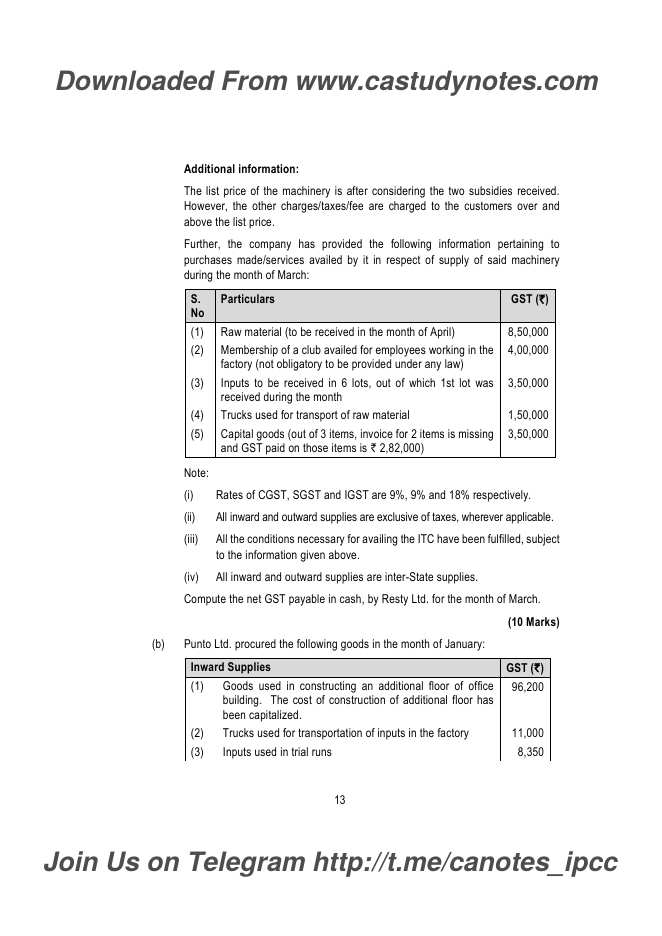 Downloaded From www.castudynotes.com
Additional information:
The list price of the machinery is after considering the two subsidies received.
However, the other charges/taxes/fee are charged to the customers over and
above the list price.
Further, the company has provided the following information pertaining to
purchases made/services availed by it in respect of supply of said machinery
during the month of March:
S. No Particulars GST (₹)
(1) Raw material (to be received in the month of April) 8,50,000
(2) Membership of a club availed for employees working in the 4,00,000
factory (not obligatory to be provided under any law)
(3) Inputs to be received in 6 lots, out of which 1st lot was 3,50,000
received during the month
(4) Trucks used for transport of raw material 1,50,000
(5) Capital goods (out of 3 items, invoice for 2 items is missing 3,50,000
and GST paid on those items is ₹ 2,82,000)
Note:
(i) Rates of CGST, SGST and IGST are 9%, 9% and 18% respectively.
(ii) All inward and outward supplies are exclusive of taxes, wherever applicable.
(iii) All the conditions necessary for availing the ITC have been fulfilled, subject
to the information given above.
(iv) All inward and outward supplies are inter-State supplies.
Compute the net GST payable in cash, by Resty Ltd. for the month of March.
(10 Marks)
(b) Punto Ltd. procured the following goods in the month of January:
Inward Supplies GST (₹)
(1) Goods used in constructing an additional floor of office 96,200
building. The cost of construction of additional floor has
been capitalized.
(2) Trucks used for transportation of inputs in the factory 11,000
(3) Inputs used in trial runs 8,350
13
Join Us on Telegram http://t.me/canotes_ipcc